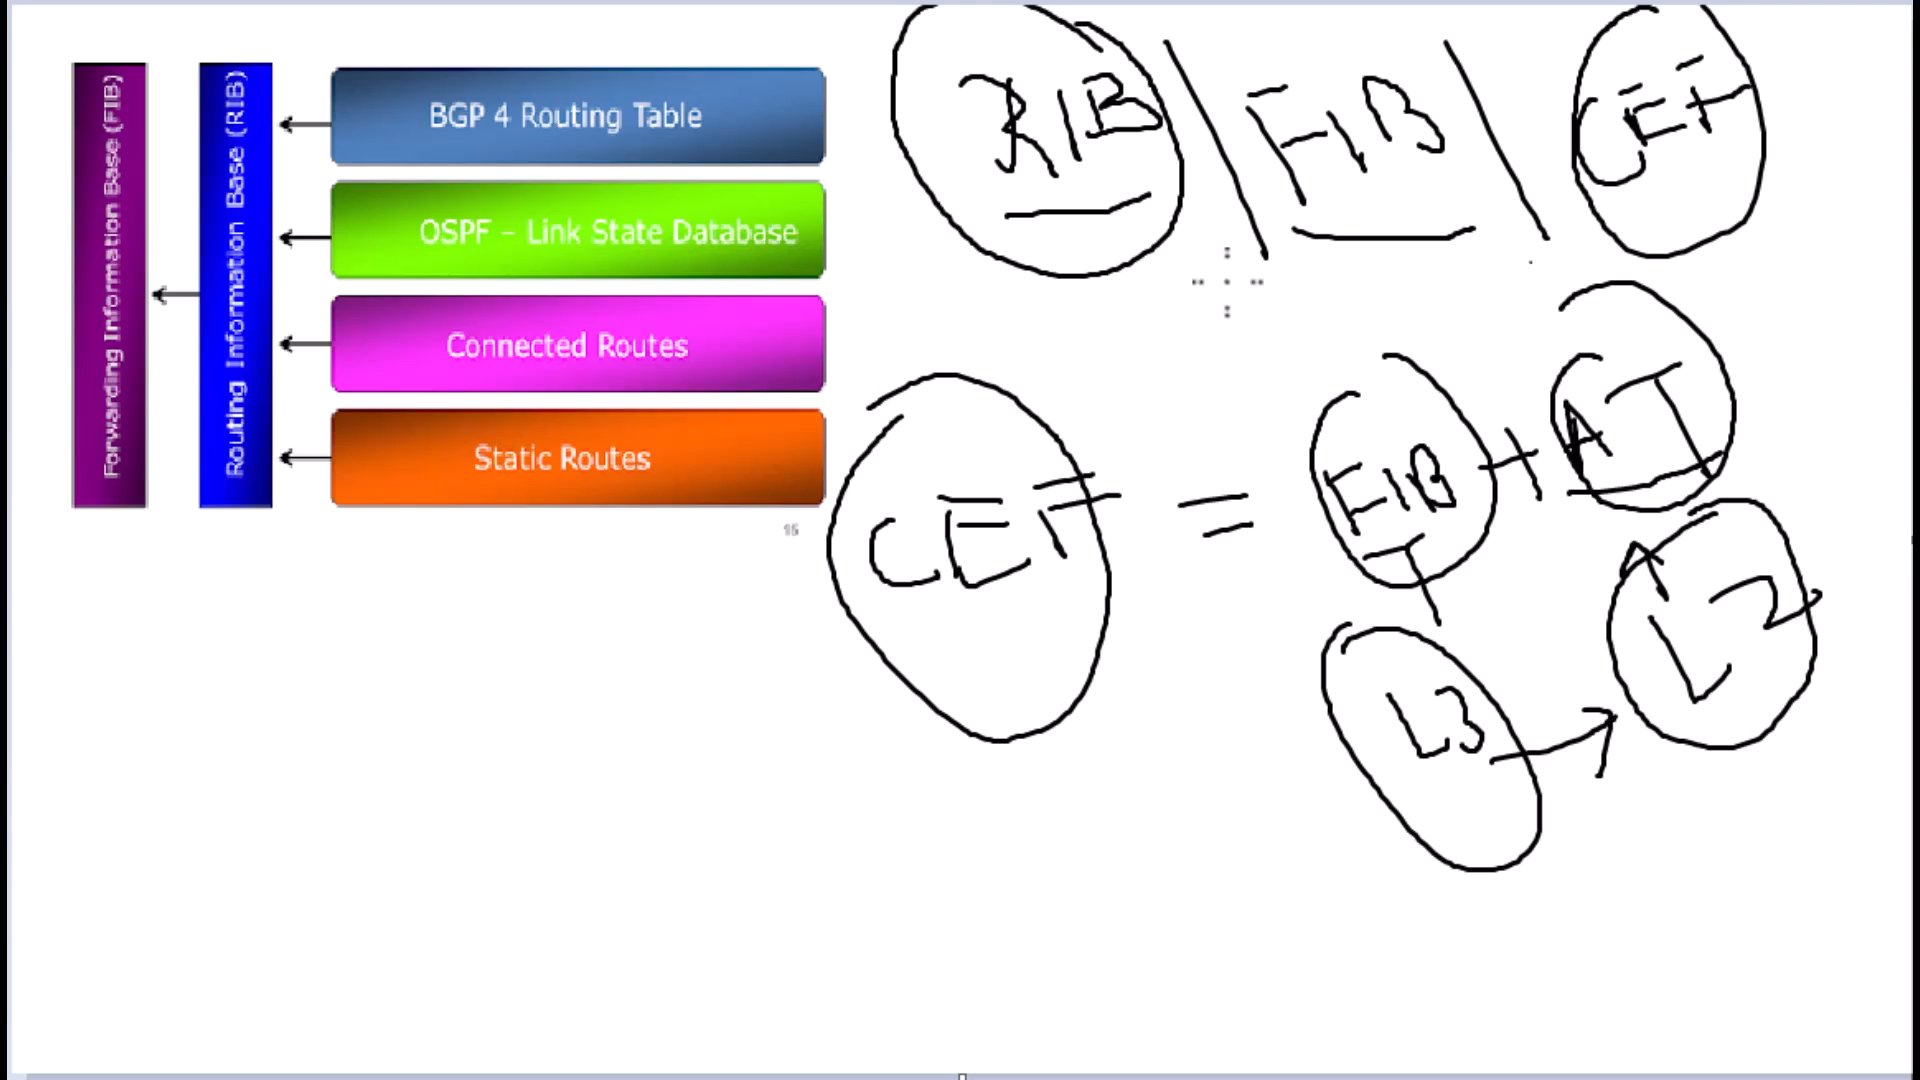 Forwarding Information Base (FIB)
Routing Information Base (RIB)
BGP 4 Routing Table
OSPF – Link State Database
Connected Routes
Static Routes
15
RIB / FIB / CEF
CEF = FIB + AT
T
L3 → L2